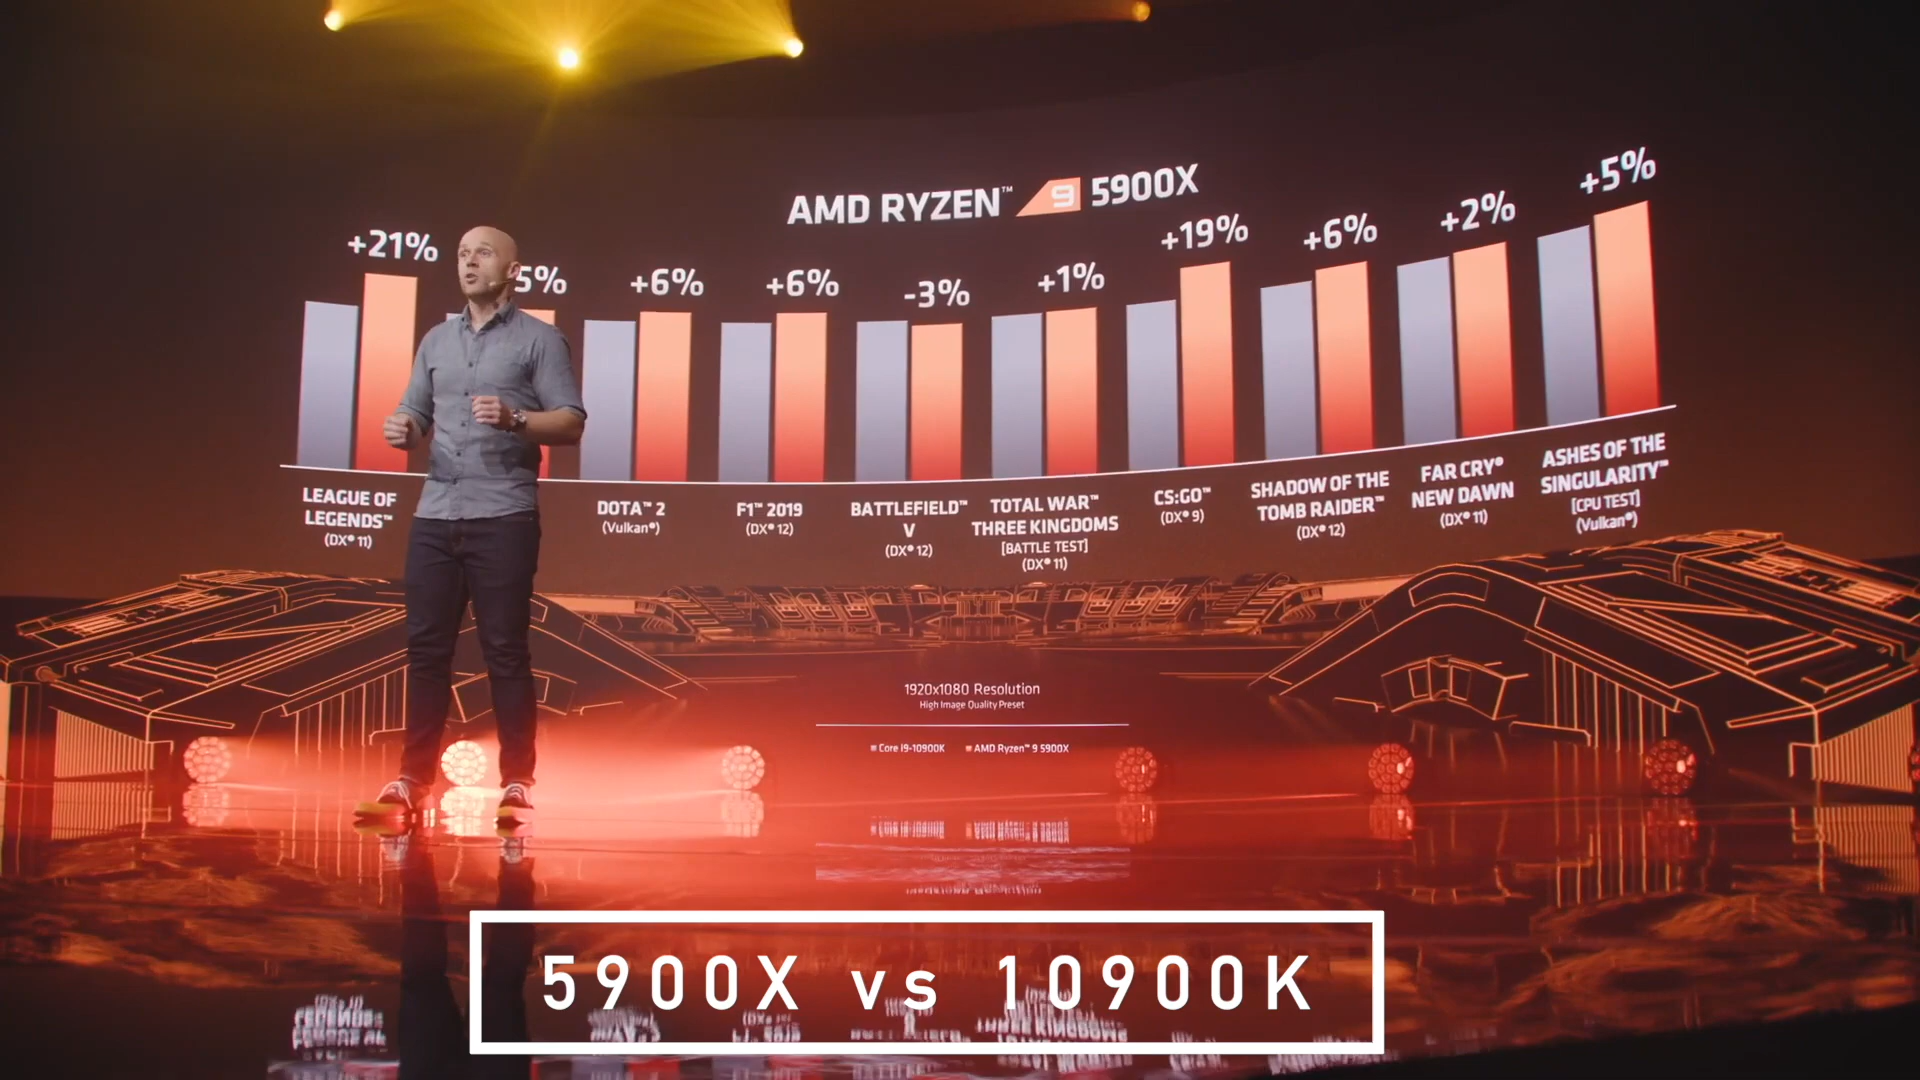 AMD RYZEN™ 9 5900X
+21%
5%
+6%
+6%
-3%
+1%
+19%
+6%
+2%
+5%
LEAGUE OF
LEGENDS™
(DX® 11)
DOTA™ 2
(Vulkan®)
F1™ 2019
(DX® 12)
BATTLEFIELD™
V
(DX® 12)
TOTAL WAR™
THREE KINGDOMS
[BATTLE TEST]
(DX® 11)
CS:GO™
(DX® 9)
SHADOW OF THE
TOMB RAIDER™
(DX® 12)
FAR CRY®
NEW DAWN
(DX® 11)
ASHES OF THE
SINGULARITY™
[CPU TEST]
(Vulkan®)
1920x1080 Resolution
High Image Quality Preset
Core i9-10900K AMD Ryzen™ 9 5900X
5900X vs 10900K